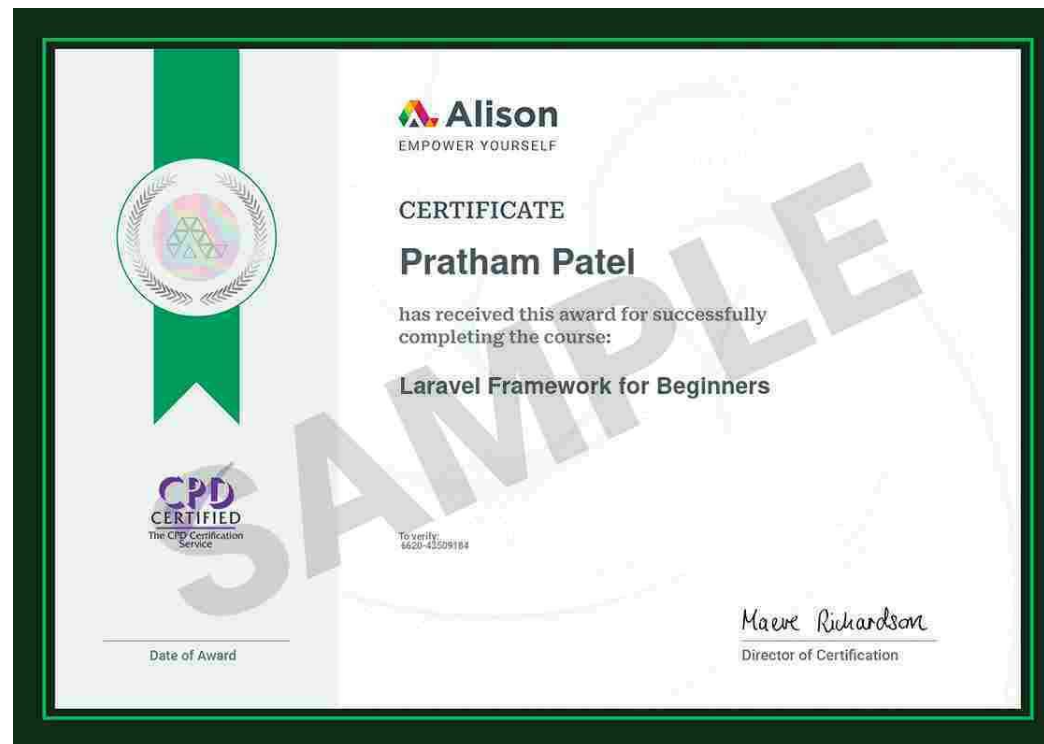 Alison
EMPOWER YOURSELF
CERTIFICATE
Pratham Patel
has received this award for successfully
completing the course:
Laravel Framework for Beginners
SAMPLE
CPD
CERTIFIED
The CPD Certification
Service
To verify:
6620-43509184
Date of Award
Maeve Richardson
Director of Certification